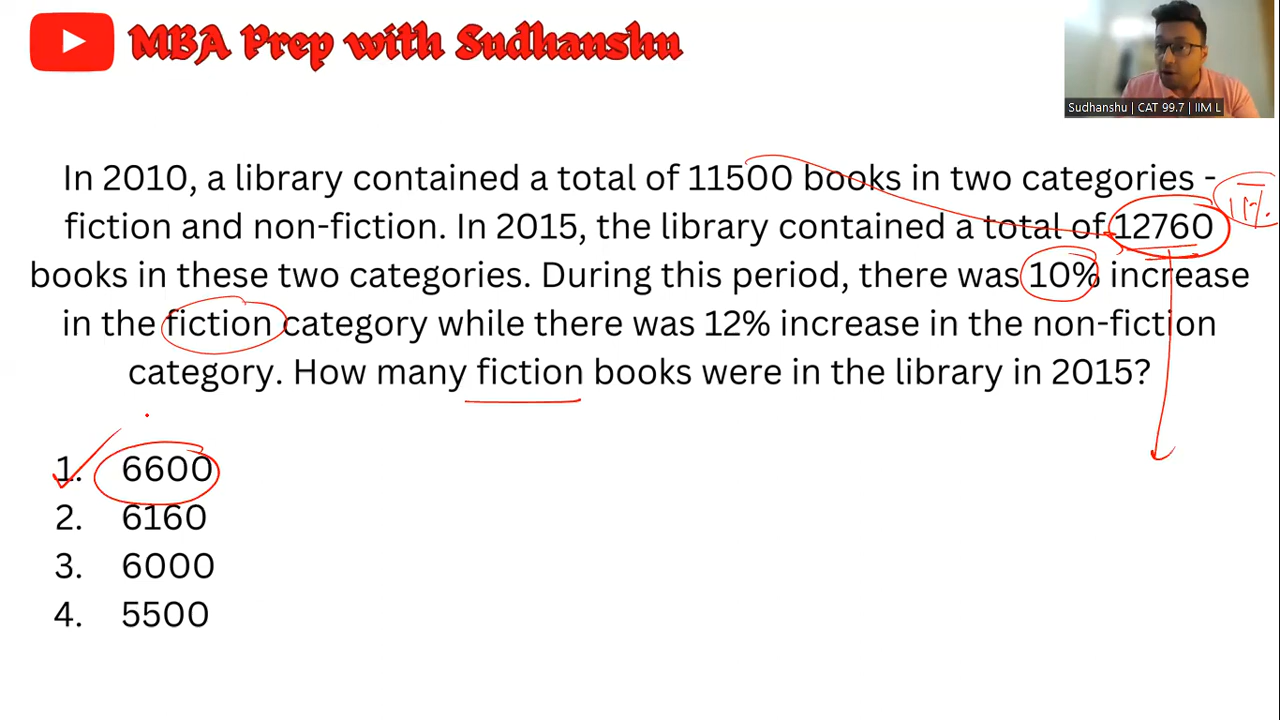 MBA Prep with Sudhanshu
Sudhanshu | CAT 99.7 | IIM L
In 2010, a library contained a total of 11500 books in two categories -
fiction and non-fiction. In 2015, the library contained a total of 12760
books in these two categories. During this period, there was 10% increase
in the fiction category while there was 12% increase in the non-fiction
category. How many fiction books were in the library in 2015?
11%
1. 6600
2. 6160
3. 6000
4. 5500